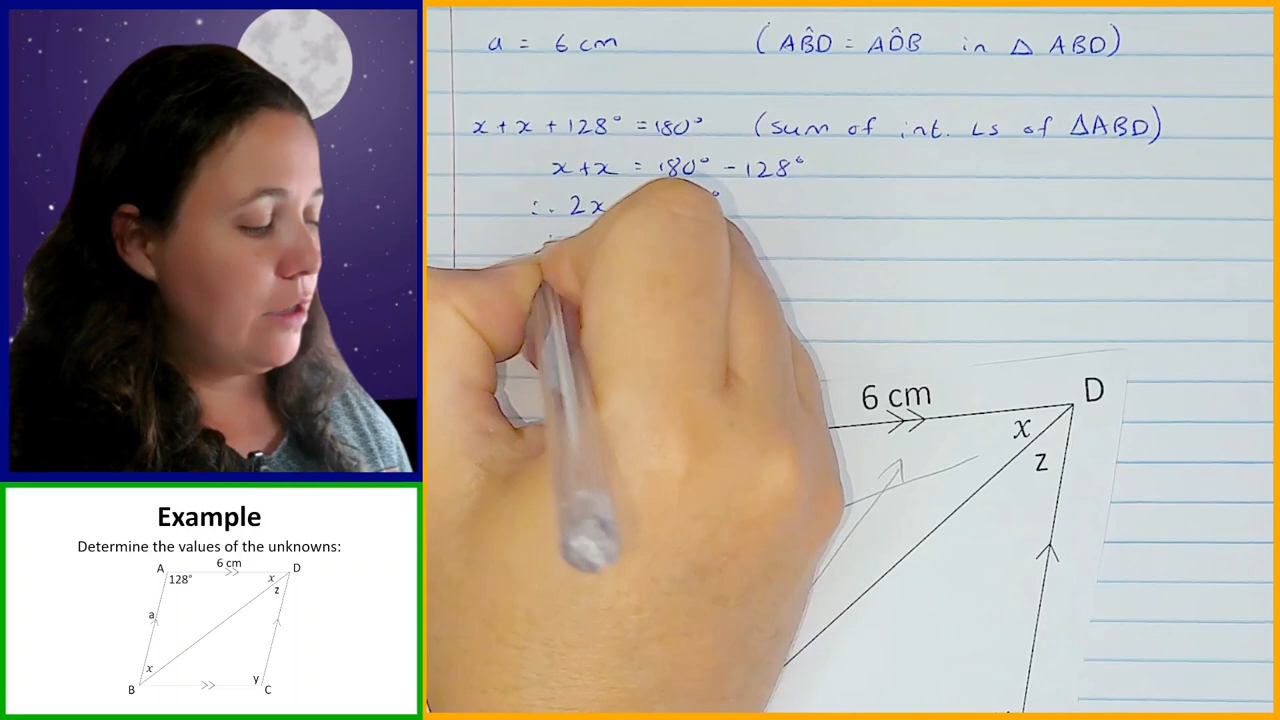 a = 6 cm (AB̂D = AD̂B in △ ABD)
x + x + 128° = 180° (sum of int. ∠s of △ABD)
x + x = 180° - 128°
∴ 2x
6 cm
D
x
z
Example
Determine the values of the unknowns:
6 cm
A D
128° x
z
a
x
y
B C